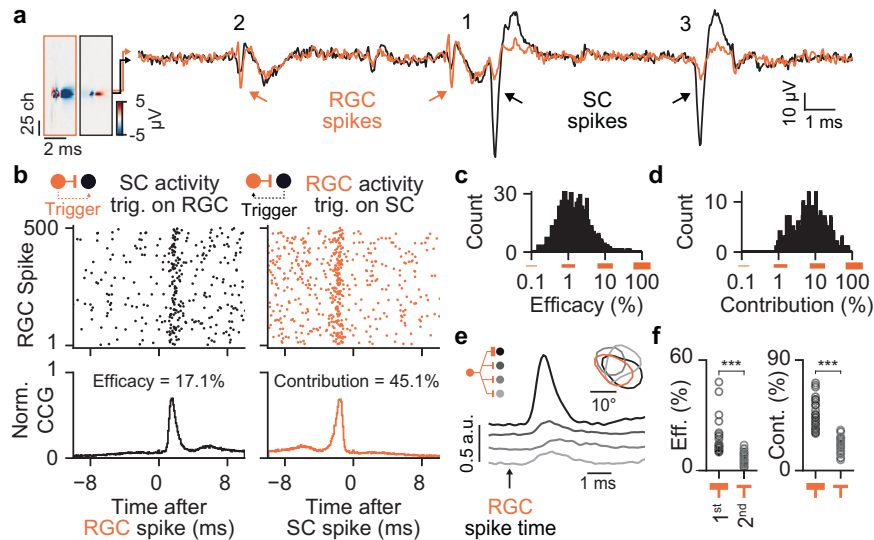 a
2
1
3
RGC
spikes
SC
spikes
10 µV
1 ms
25 ch
2 ms
5
-5
µV
b
Trigger
SC activity
trig. on RGC
Trigger
RGC activity
trig. on SC
500
1
RGC Spike
1
0
Norm.
CCG
Efficacy = 17.1%
Contribution = 45.1%
−8 0 8
−8 0 8
Time after
RGC spike (ms)
Time after
SC spike (ms)
c
30
0
Count
0.1 1 10 100
Efficacy (%)
d
10
0
Count
0.1 1 10 100
Contribution (%)
e
10°
0.5 a.u.
1 ms
RGC
spike time
f
60
0
Eff. (%)
***
1st
2nd
90
0
Cont. (%)
***